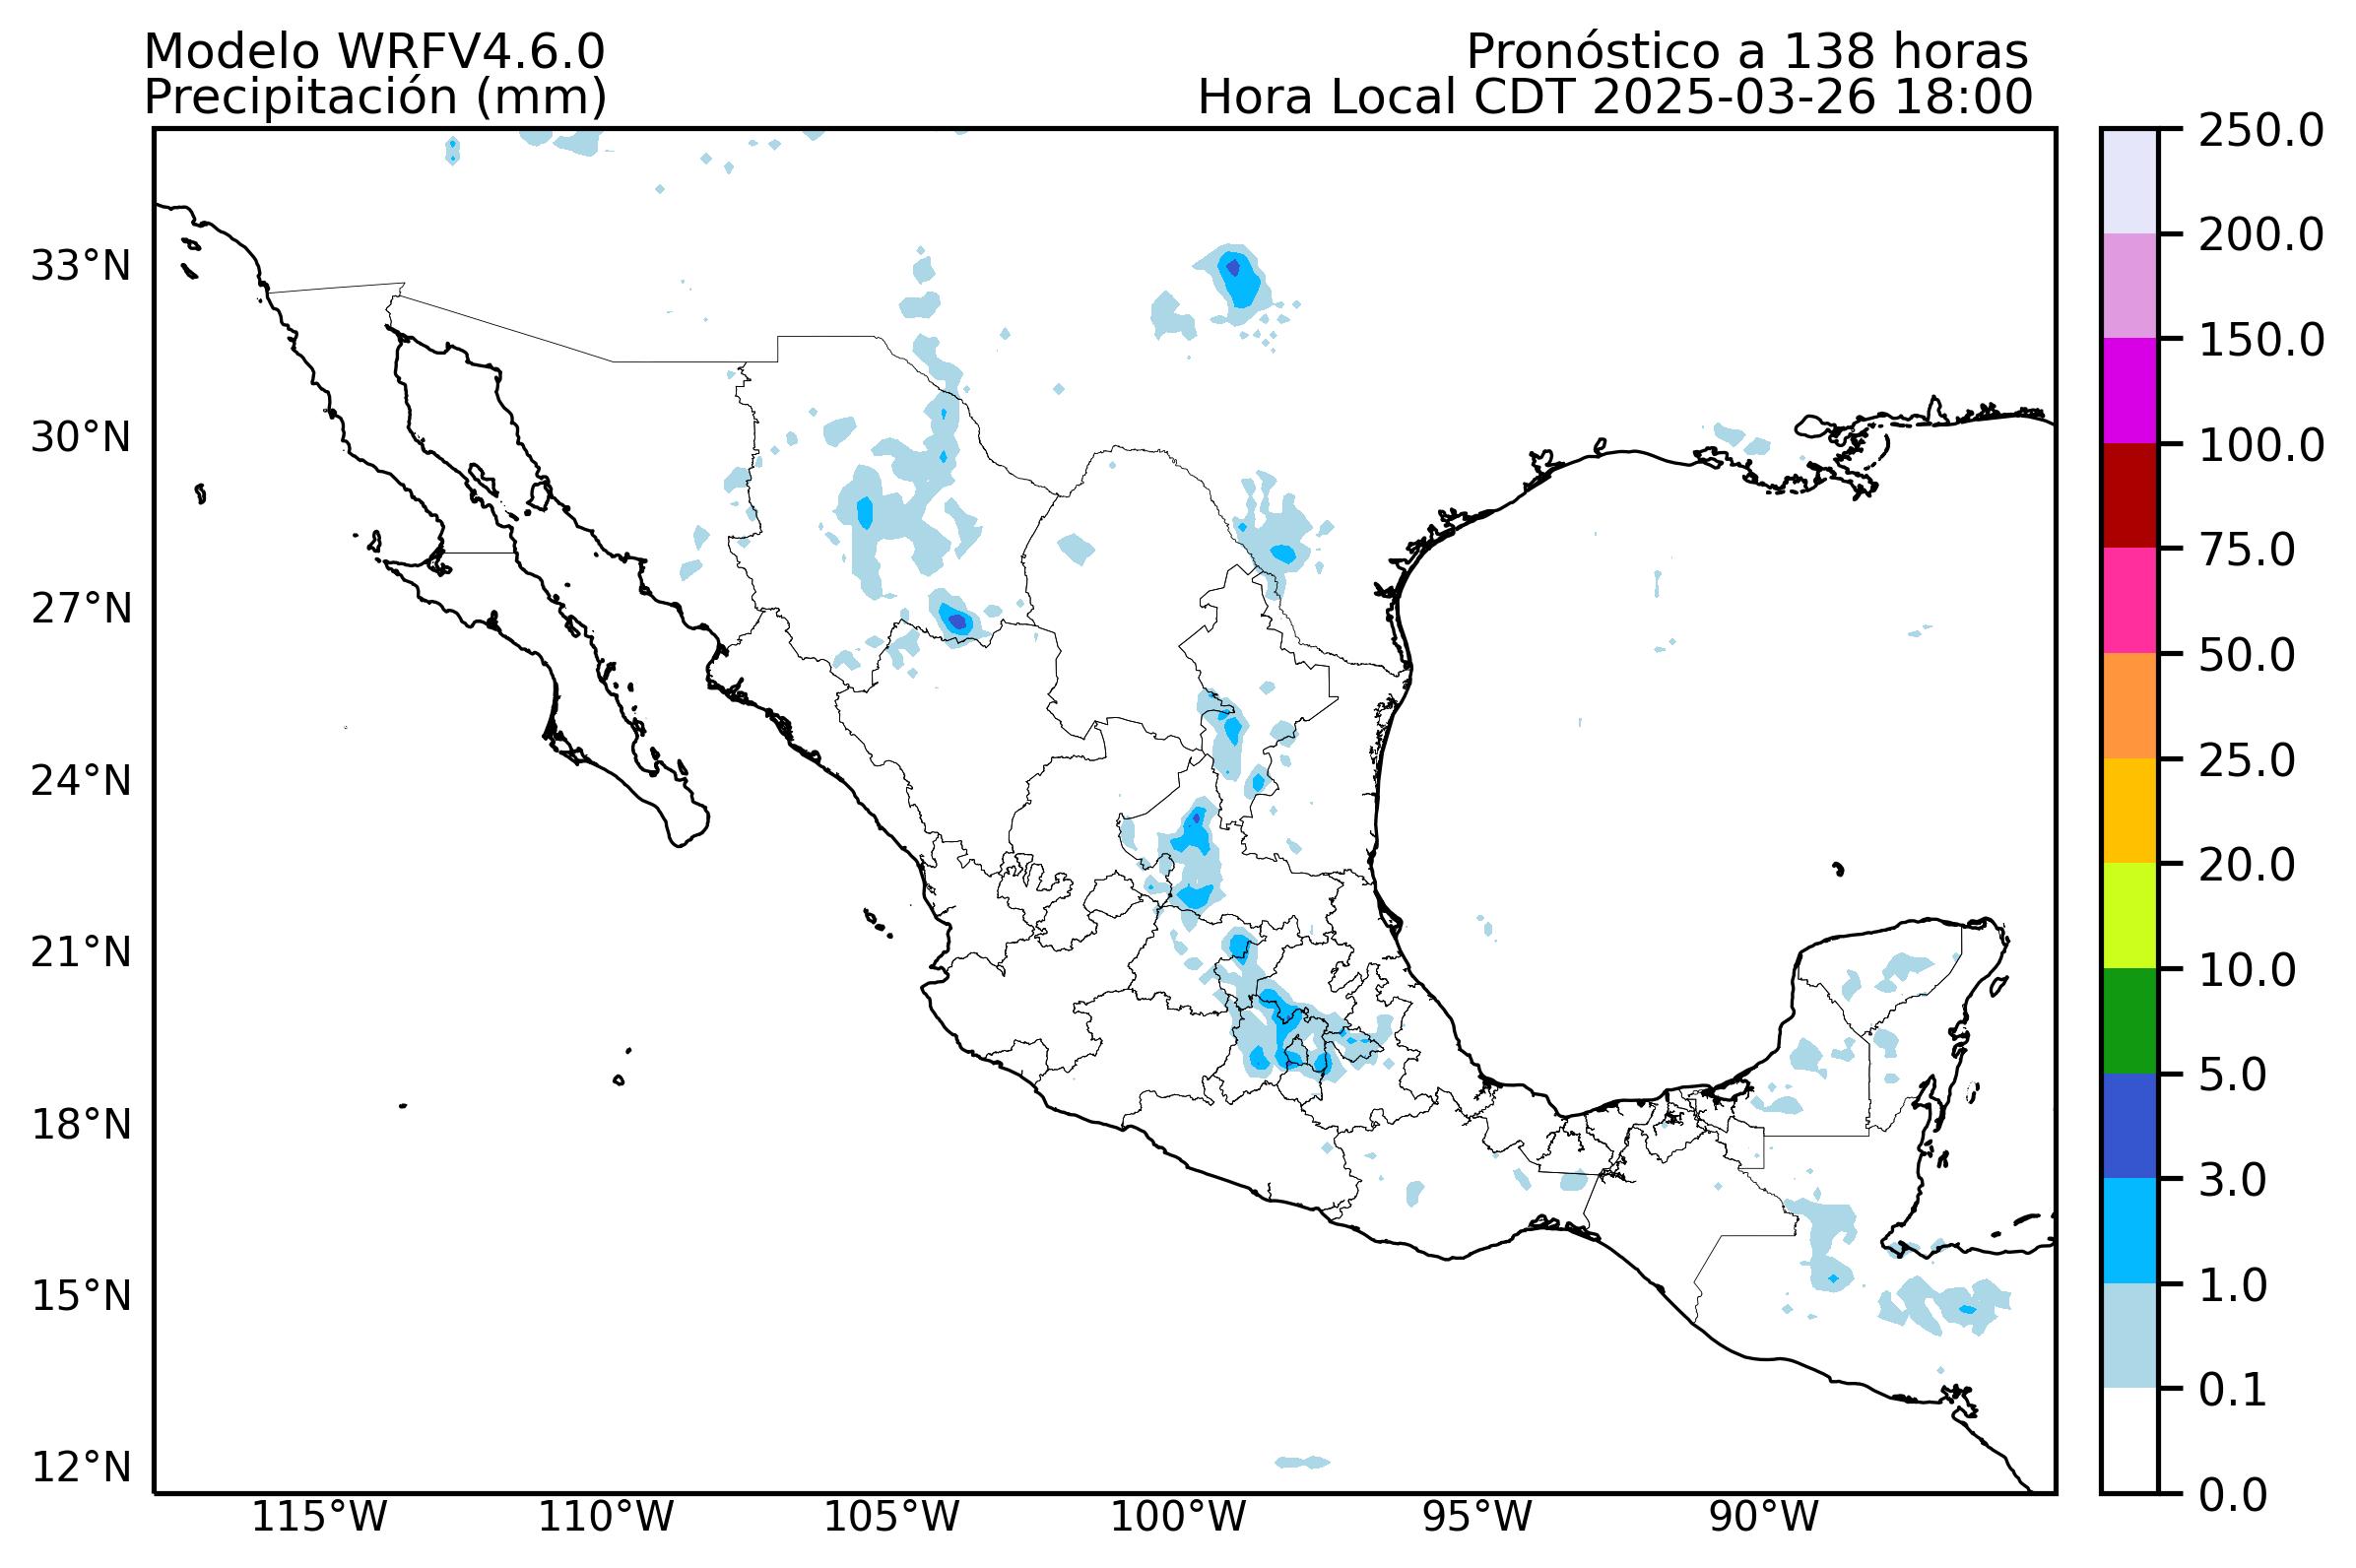 Modelo WRFV4.6.0
Pronóstico a 138 horas
Precipitación (mm)
Hora Local CDT 2025-03-26 18:00
33°N
30°N
27°N
24°N
21°N
18°N
15°N
12°N
115°W
110°W
105°W
100°W
95°W
90°W
250.0
200.0
150.0
100.0
75.0
50.0
25.0
20.0
10.0
5.0
3.0
1.0
0.1
0.0